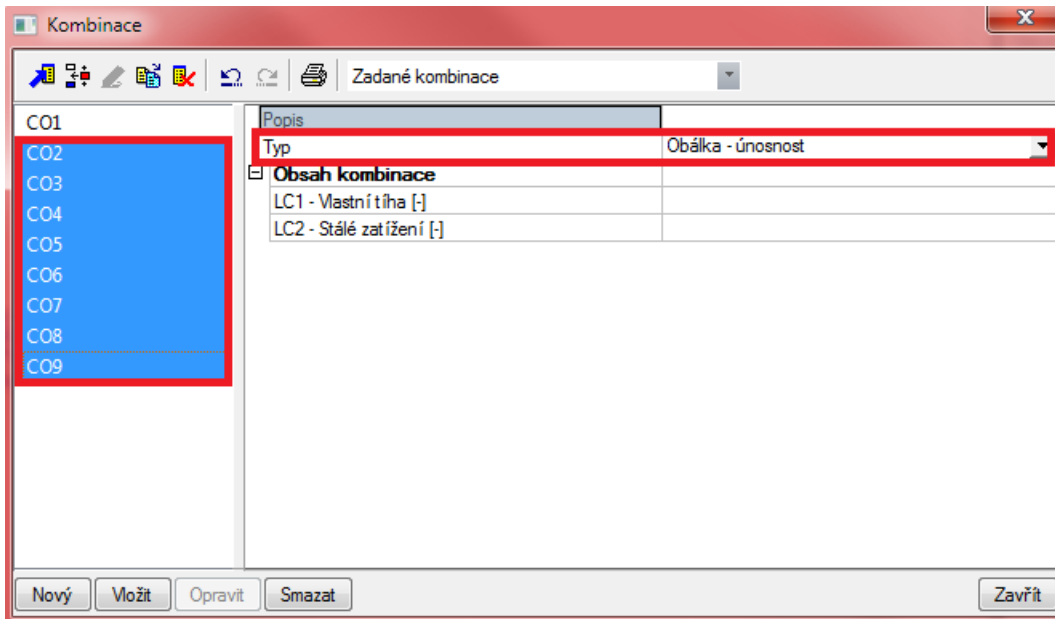 Kombinace
x
Zadané kombinace
CO1
CO2
CO3
CO4
CO5
CO6
CO7
CO8
CO9
Popis
Typ Obálka - únosnost
Obsah kombinace
LC1 - Vlastní tíha [-]
LC2 - Stálé zatížení [-]
Nový Vložit Opravit Smazat Zavřít